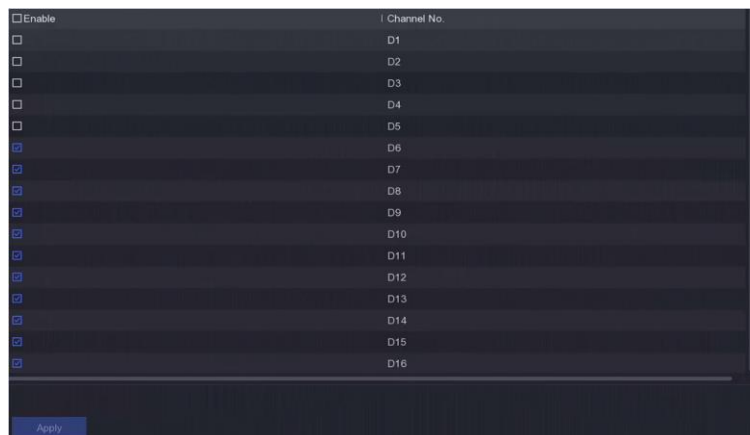 Enable | Channel No.
D1
D2
D3
D4
D5
D6
D7
D8
D9
D10
D11
D12
D13
D14
D15
D16
Apply